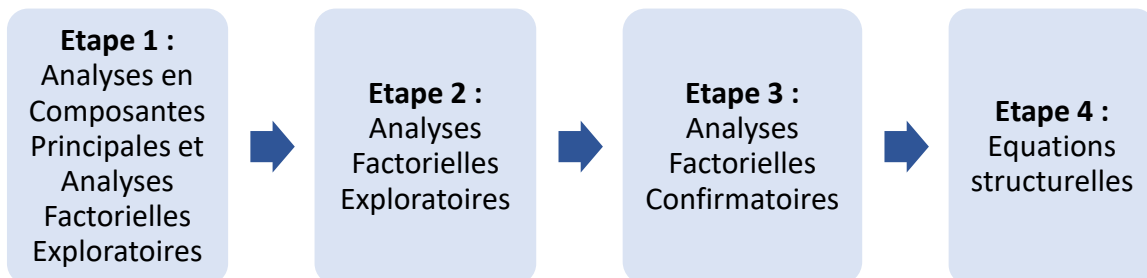 Etape 1 :
Analyses en
Composantes
Principales et
Analyses
Factorielles
Exploratoires
Etape 2 :
Analyses
Factorielles
Exploratoires
Etape 3 :
Analyses
Factorielles
Confirmatoires
Etape 4 :
Equations
structurelles